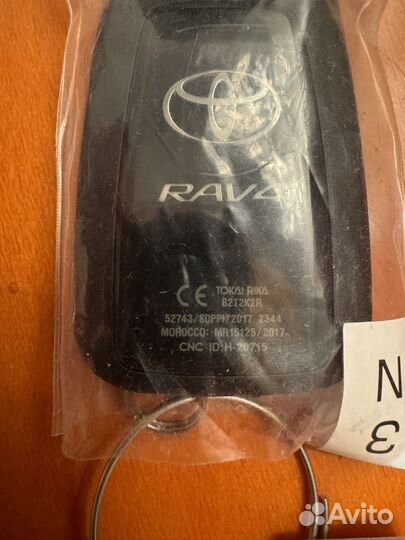 RAV4
CE TOKAI RIKA
B2T2K2R
52743/SDPPI/2017 2344
MOROCCO: MR15125/2017
CNC ID:H-20715
N
3
Avito